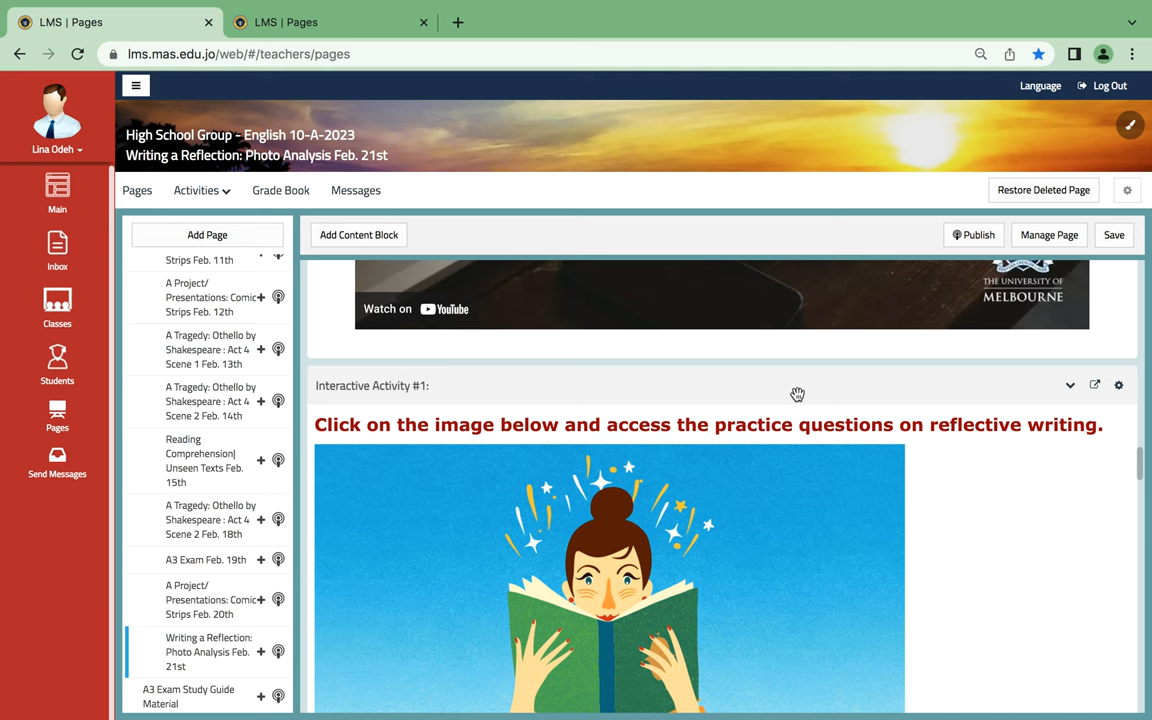 LMS | Pages
LMS | Pages
lms.mas.edu.jo/web/#/teachers/pages
Language
Log Out
Lina Odeh
High School Group - English 10-A-2023
Writing a Reflection: Photo Analysis Feb. 21st
Pages
Activities
Grade Book
Messages
Restore Deleted Page
Main
Inbox
Classes
Students
Pages
Send Messages
Add Page
Strips Feb. 11th
A Project/
Presentations: Comic
Strips Feb. 12th
A Tragedy: Othello by
Shakespeare : Act 4
Scene 1 Feb. 13th
A Tragedy: Othello by
Shakespeare : Act 4
Scene 2 Feb. 14th
Reading
Comprehension|
Unseen Texts Feb.
15th
A Tragedy: Othello by
Shakespeare : Act 4
Scene 2 Feb. 18th
A3 Exam Feb. 19th
A Project/
Presentations: Comic
Strips Feb. 20th
Writing a Reflection:
Photo Analysis Feb.
21st
A3 Exam Study Guide
Material
Add Content Block
Publish
Manage Page
Save
Watch on YouTube
THE UNIVERSITY OF
MELBOURNE
Interactive Activity #1:
Click on the image below and access the practice questions on reflective writing.